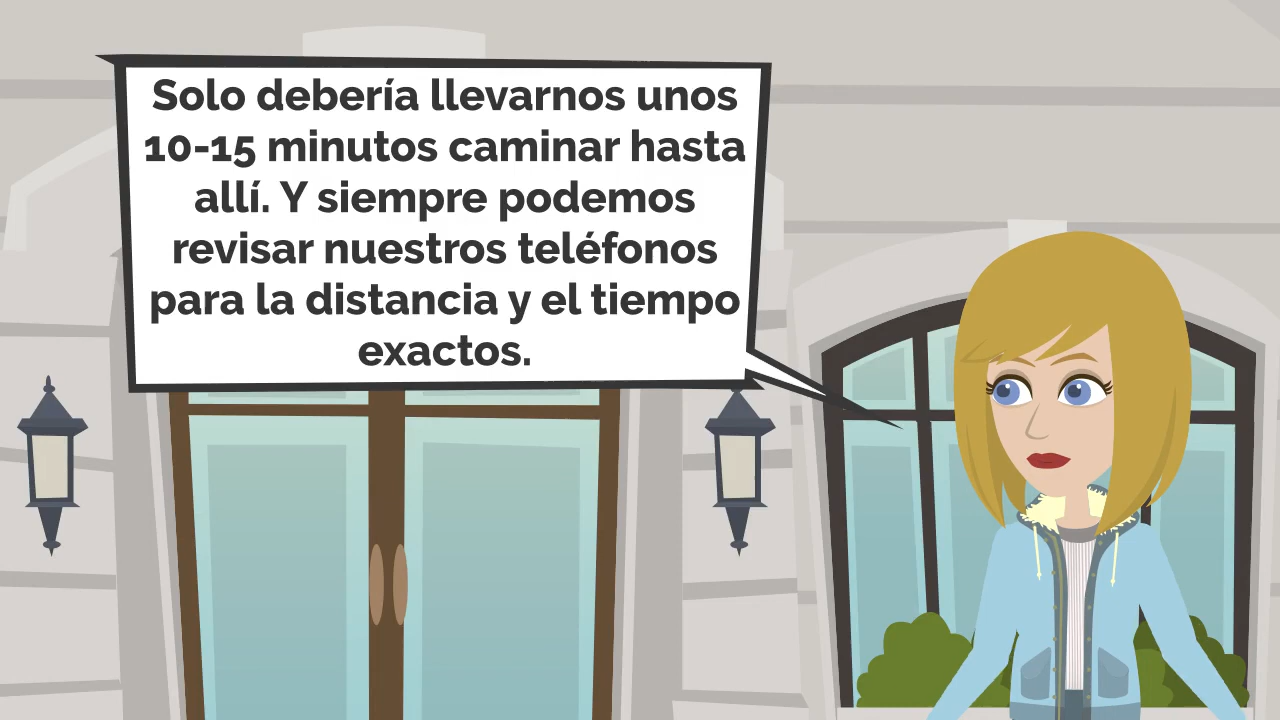 Solo debería llevarnos unos
10-15 minutos caminar hasta
allí. Y siempre podemos
revisar nuestros teléfonos
para la distancia y el tiempo
exactos.